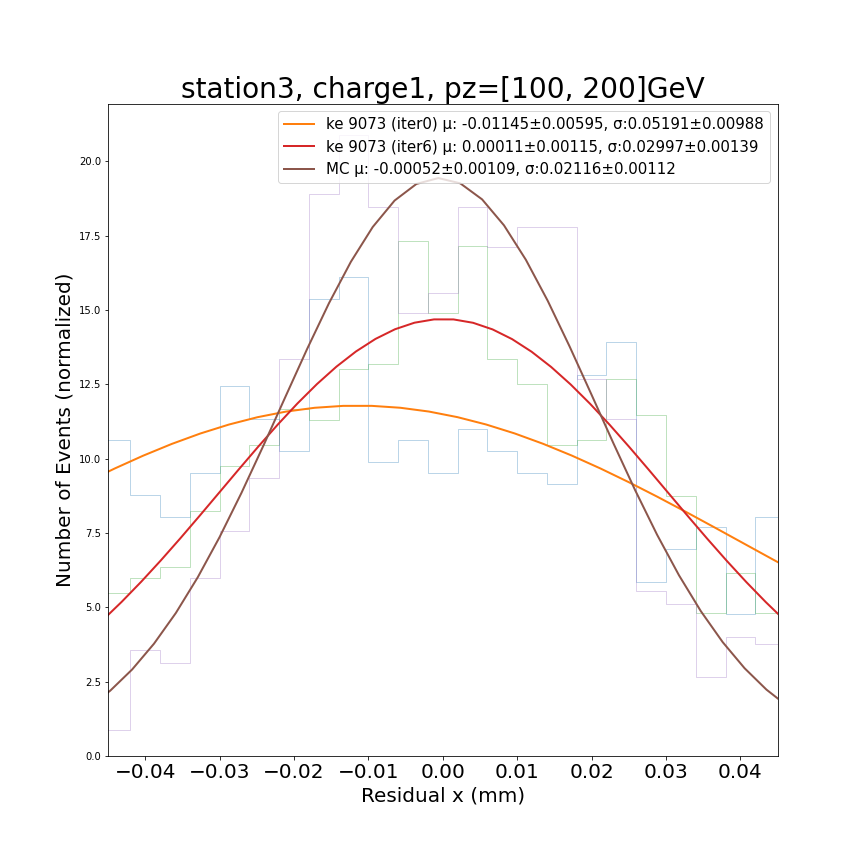 station3, charge1, pz=[100, 200]GeV
ke 9073 (iter0) μ: -0.01145±0.00595, σ:0.05191±0.00988
ke 9073 (iter6) μ: 0.00011±0.00115, σ:0.02997±0.00139
MC μ: -0.00052±0.00109, σ:0.02116±0.00112
Number of Events (normalized)
20.0
17.5
15.0
12.5
10.0
7.5
5.0
2.5
0.0
−0.04 −0.03 −0.02 −0.01 0.00 0.01 0.02 0.03 0.04
Residual x (mm)